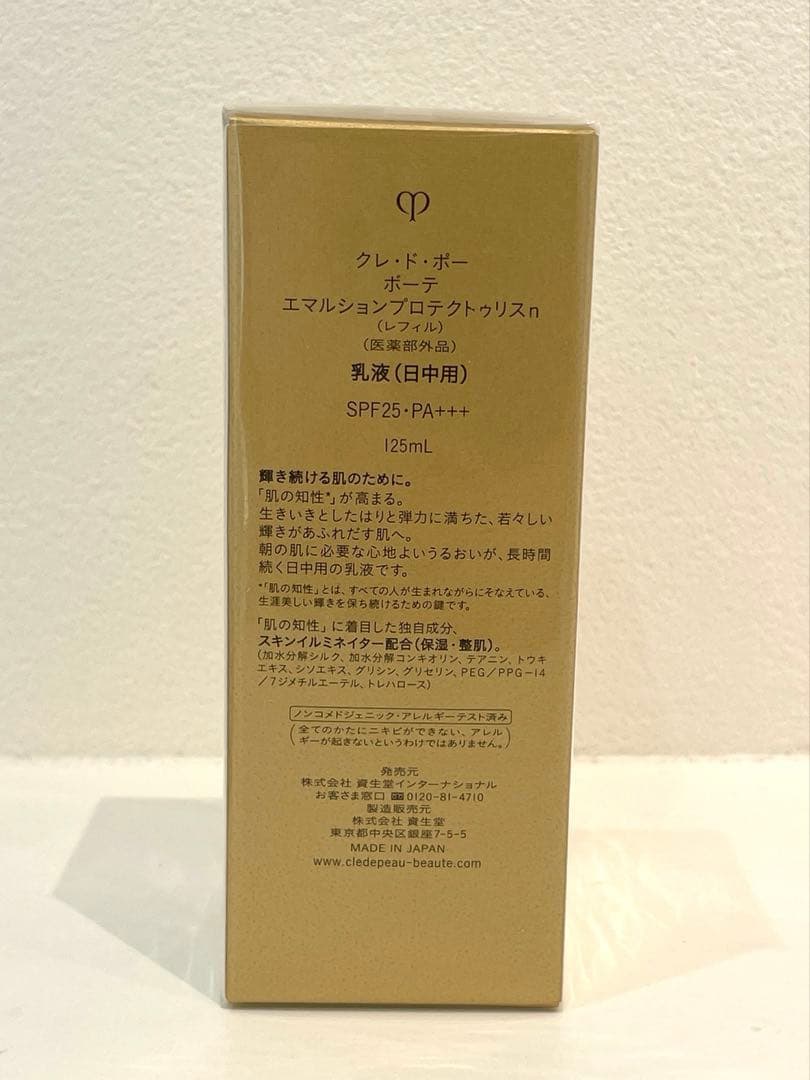 クレ・ド・ポー
ボーテ
エマルションプロテクトゥリスn
(レフィル)
(医薬部外品)
乳液(日中用)
SPF25・PA+++
125mL
輝き続ける肌のために。
「肌の知性*」が高まる。
生きいきとしたはりと弾力に満ちた、若々しい
輝きがあふれだす肌へ。
朝の肌に必要な心地よいうるおいが、長時間
続く日中用の乳液です。
*「肌の知性」とは、すべての人が生まれながらにそなえている、
生涯美しい輝きを保ち続けるための鍵です。
「肌の知性」に着目した独自成分、
スキンイルミネイター配合(保湿・整肌)。
(加水分解シルク、加水分解コンキオリン、テアニン、トウキ
エキス、シソエキス、グリシン、グリセリン、PEG/PPG-14
/7ジメチルエーテル、トレハロース)
ノンコメドジェニック・アレルギーテスト済み
(全てのかたにニキビができない、アレル
ギーが起きないというわけではありません。)
発売元
株式会社 資生堂インターナショナル
お客さま窓口 0120-81-4710
製造販売元
株式会社 資生堂
東京都中央区銀座7-5-5
MADE IN JAPAN
www.cledepeau-beaute.com